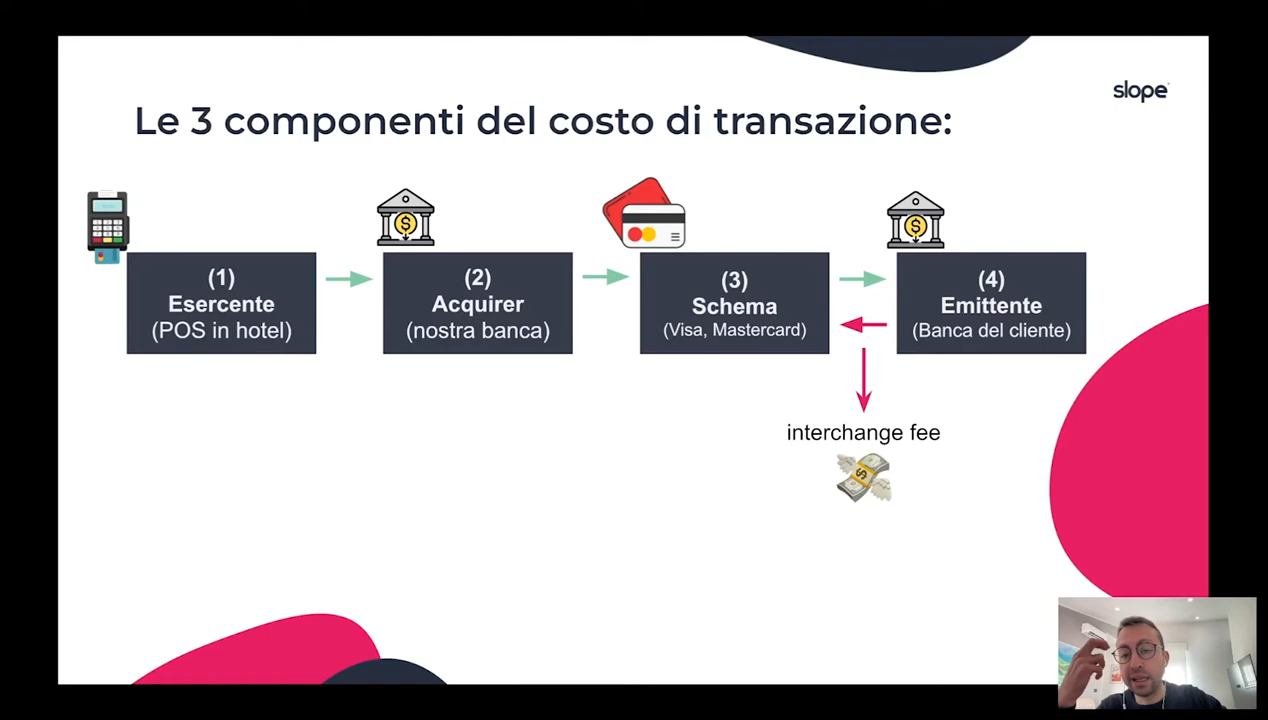 slope
Le 3 componenti del costo di transazione:
(1)
Esercente
(POS in hotel)
(2)
Acquirer
(nostra banca)
(3)
Schema
(Visa, Mastercard)
(4)
Emittente
(Banca del cliente)
interchange fee